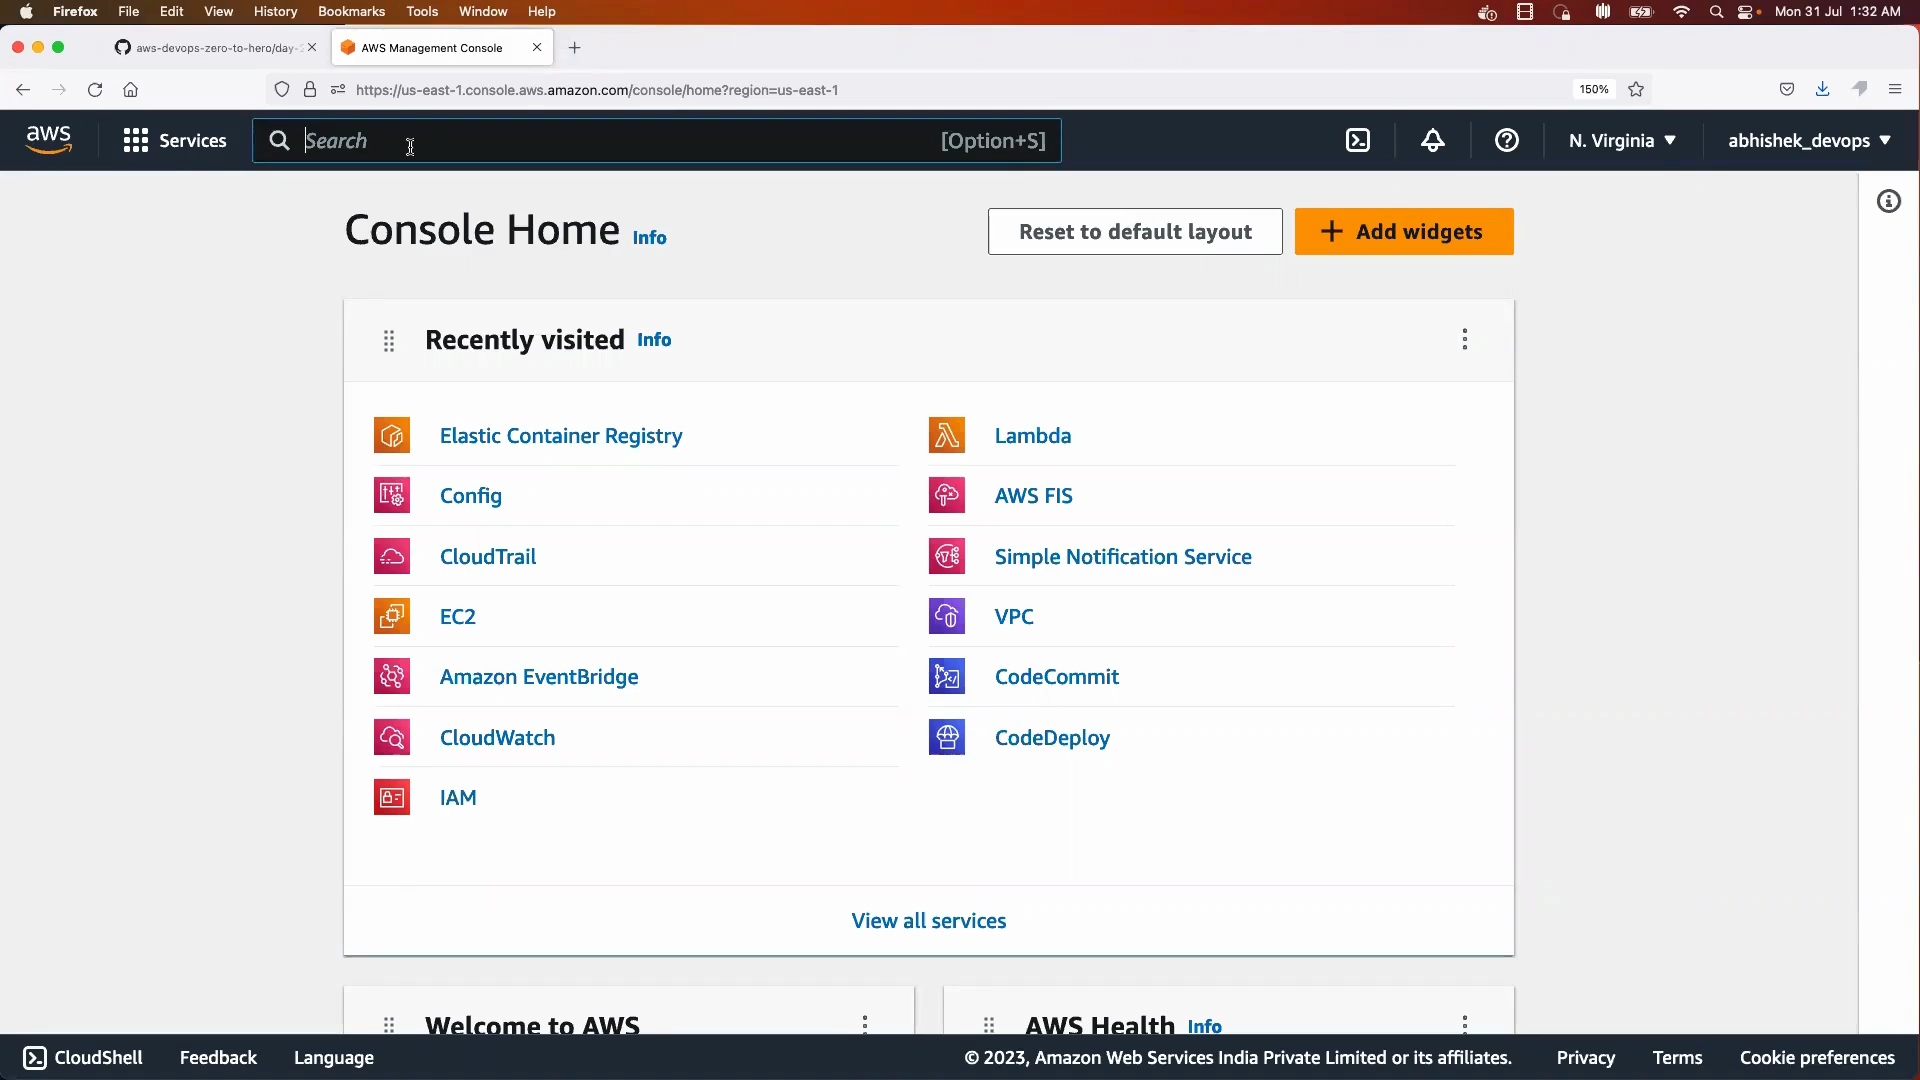 Firefox File Edit View History Bookmarks Tools Window Help Mon 31 Jul 1:32 AM
aws-devops-zero-to-hero/day-2 AWS Management Console
https://us-east-1.console.aws.amazon.com/console/home?region=us-east-1 150%
aws Services Search [Option+S] N. Virginia abhishek_devops
Console Home Info Reset to default layout + Add widgets
Recently visited Info
Elastic Container Registry Lambda
Config AWS FIS
CloudTrail Simple Notification Service
EC2 VPC
Amazon EventBridge CodeCommit
CloudWatch CodeDeploy
IAM
View all services
Welcome to AWS AWS Health Info
CloudShell Feedback Language © 2023, Amazon Web Services India Private Limited or its affiliates. Privacy Terms Cookie preferences